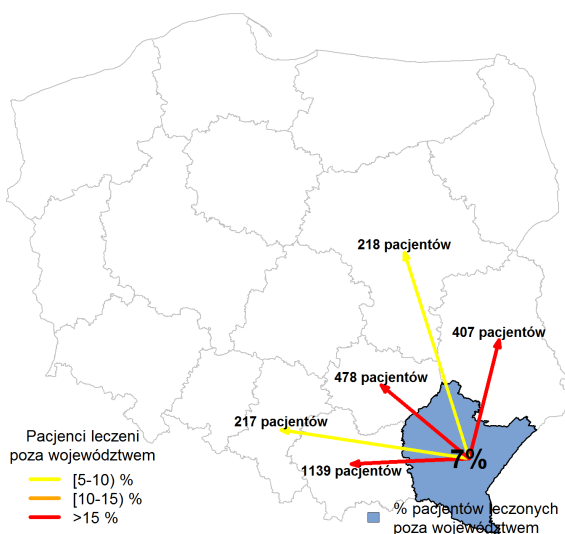 218 pacjentów
407 pacjentów
478 pacjentów
217 pacjentów
7%
1139 pacjentów
Pacjenci leczeni
poza województwem
[5-10) %
[10-15) %
>15 %
% pacjentów leczonych
poza województwem